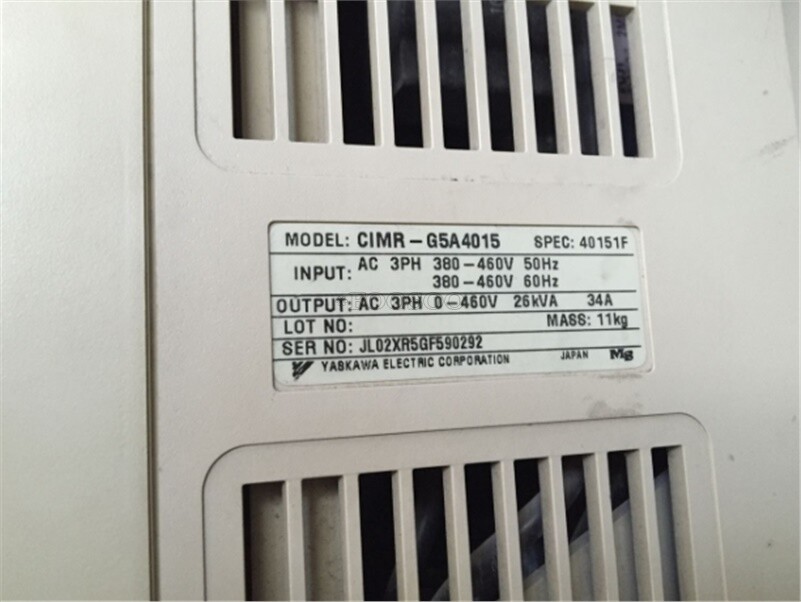 MODEL: CIMR-G5A4015 SPEC: 40151F
INPUT: AC 3PH 380-460V 50Hz
380-460V 60Hz
OUTPUT: AC 3PH 0-460V 26kVA 34A
LOT NO: MASS: 11kg
SER NO: JL02XR5GF590292
YASKAWA ELECTRIC CORPORATION JAPAN Mg